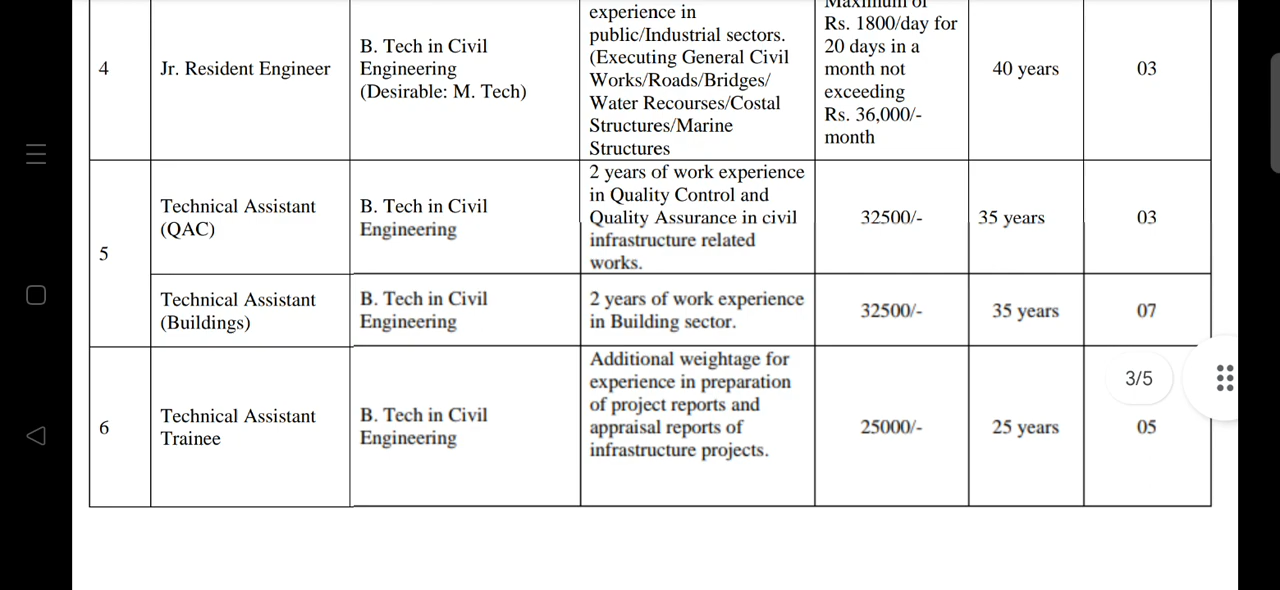 experience in
public/Industrial sectors.
(Executing General Civil
Works/Roads/Bridges/
Water Recourses/Costal
Structures/Marine
Structures
Maximum of
Rs. 1800/day for
20 days in a
month not
exceeding
Rs. 36,000/-
month
4
Jr. Resident Engineer
B. Tech in Civil
Engineering
(Desirable: M. Tech)
40 years
03
5
Technical Assistant
(QAC)
B. Tech in Civil
Engineering
2 years of work experience
in Quality Control and
Quality Assurance in civil
infrastructure related
works.
32500/-
35 years
03
Technical Assistant
(Buildings)
B. Tech in Civil
Engineering
2 years of work experience
in Building sector.
32500/-
35 years
07
6
Technical Assistant
Trainee
B. Tech in Civil
Engineering
Additional weightage for
experience in preparation
of project reports and
appraisal reports of
infrastructure projects.
25000/-
25 years
05
3/5